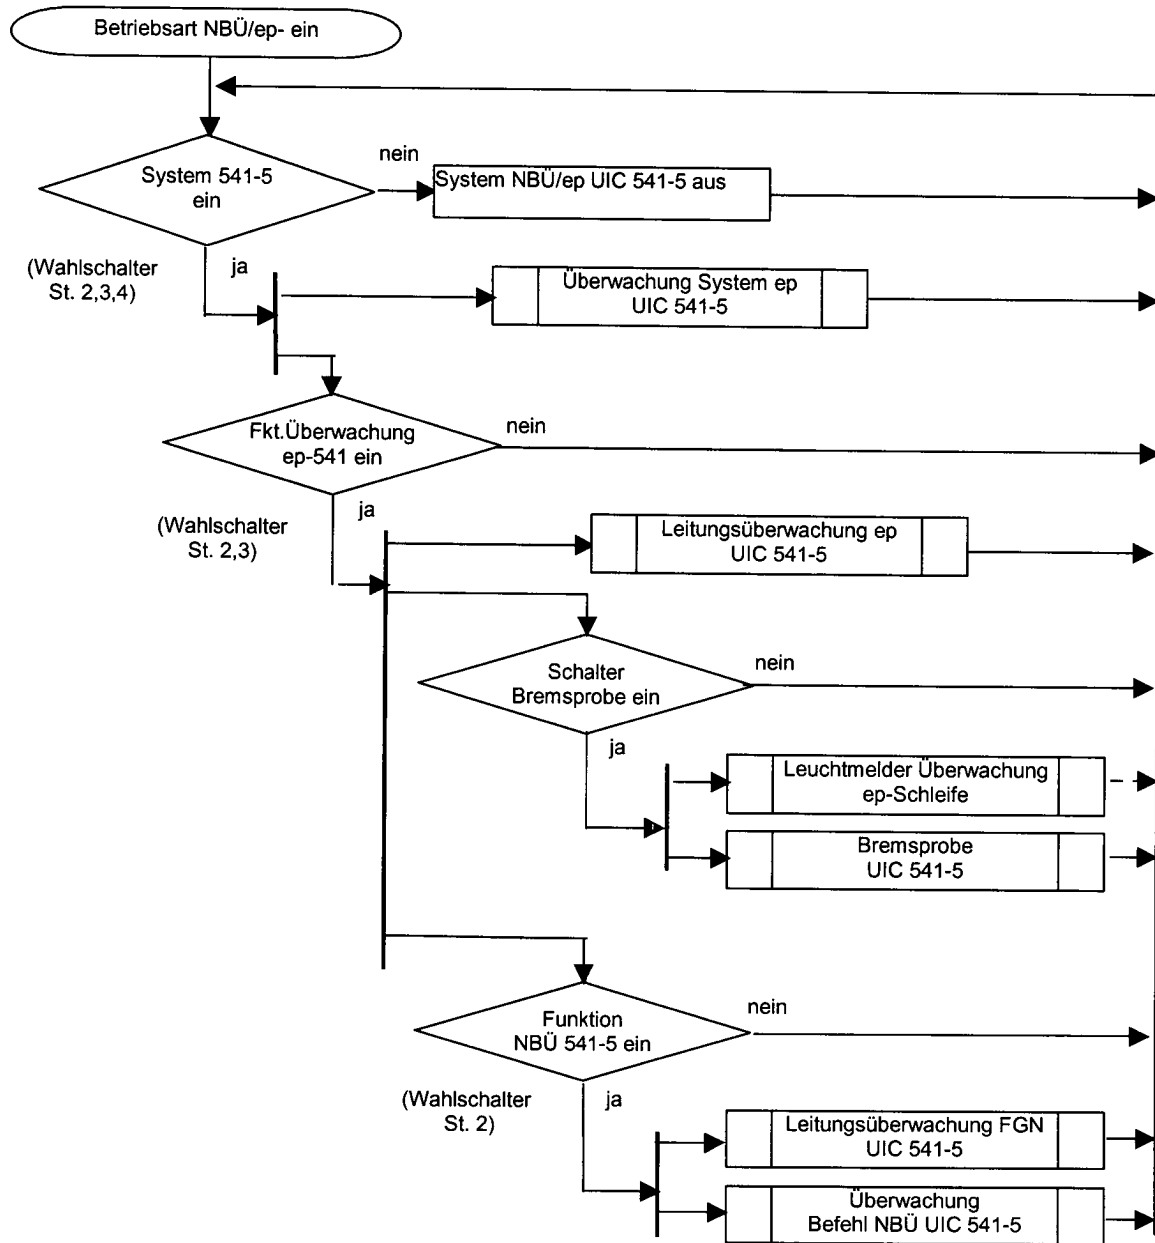 Betriebsart NBÜ/ep- ein
System 541-5
ein
nein
System NBÜ/ep UIC 541-5 aus
(Wahlschalter
St. 2,3,4)
ja
Überwachung System ep
UIC 541-5
Fkt.Überwachung
ep-541 ein
nein
(Wahlschalter
St. 2,3)
ja
Leitungsüberwachung ep
UIC 541-5
Schalter
Bremsprobe ein
nein
ja
Leuchtmelder Überwachung
ep-Schleife
Bremsprobe
UIC 541-5
Funktion
NBÜ 541-5 ein
nein
(Wahlschalter
St. 2)
ja
Leitungsüberwachung FGN
UIC 541-5
Überwachung
Befehl NBÜ UIC 541-5